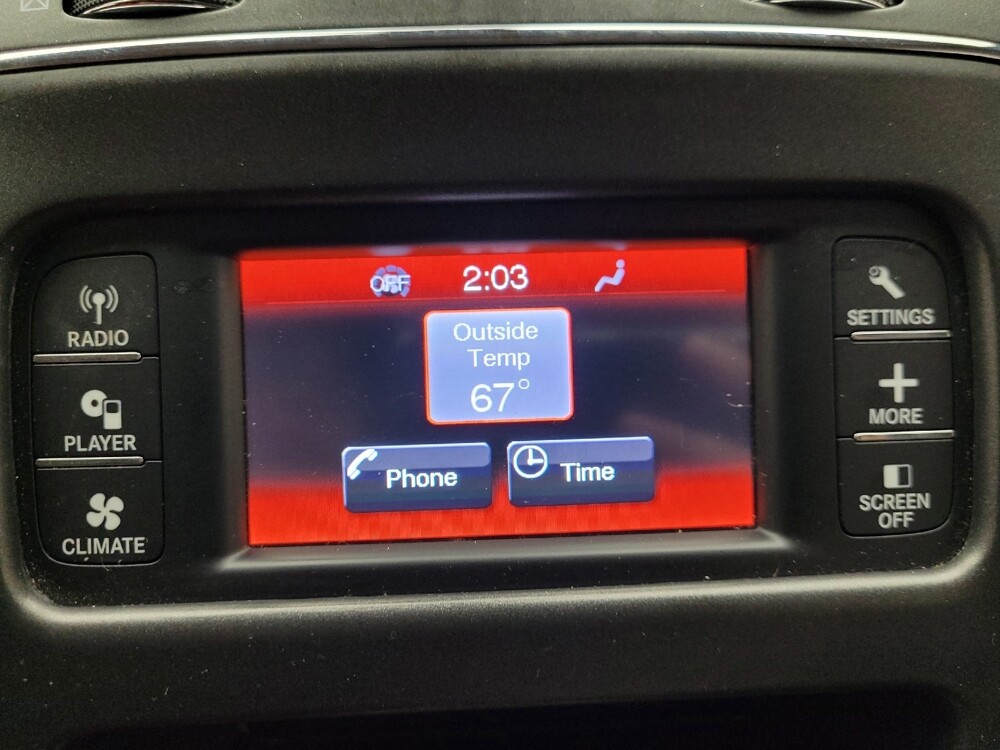 OFF
2:03
Outside
Temp
67°
Phone
Time
RADIO
PLAYER
CLIMATE
SETTINGS
MORE
SCREEN
OFF